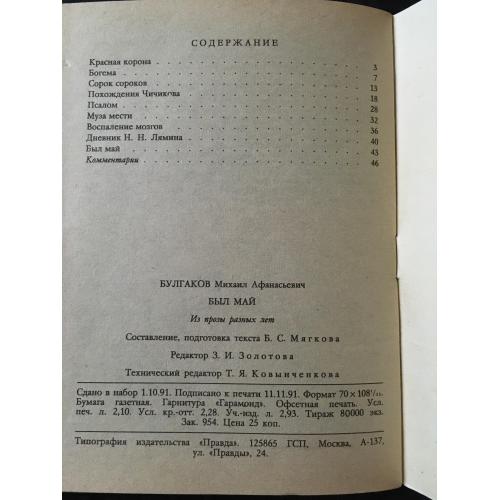 СОДЕРЖАНИЕ
Красная корона . . . . . . . . . . . . . . . 3
Богема . . . . . . . . . . . . . . . 7
Сорок сороков . . . . . . . . . . . . . . . 13
Похождения Чичикова . . . . . . . . . . . . . . . 18
Псалом . . . . . . . . . . . . . . . 28
Муза мести . . . . . . . . . . . . . . . 32
Воспаление мозгов . . . . . . . . . . . . . . . 36
Дневник Н. Н. Лямина . . . . . . . . . . . . . . . 40
Был май . . . . . . . . . . . . . . . 43
Комментарии . . . . . . . . . . . . . . . 46
БУЛГАКОВ Михаил Афанасьевич
БЫЛ МАЙ
Из прозы разных лет
Составление, подготовка текста Б. С. Мягкова
Редактор З. И. Золотова
Технический редактор Т. Я. Ковынченкова
Сдано в набор 1.10.91. Подписано к печати 11.11.91. Формат 70 × 108¹/₃₂.
Бумага газетная. Гарнитура «Гарамонд». Офсетная печать. Усл.
печ. л. 2,10. Усл. кр.-отт. 2,28. Уч.-изд. л. 2,93. Тираж 80000 экз.
Зак. 954. Цена 25 коп.
Типография издательства «Правда». 125865 ГСП, Москва, А-137,
ул. «Правды», 24.